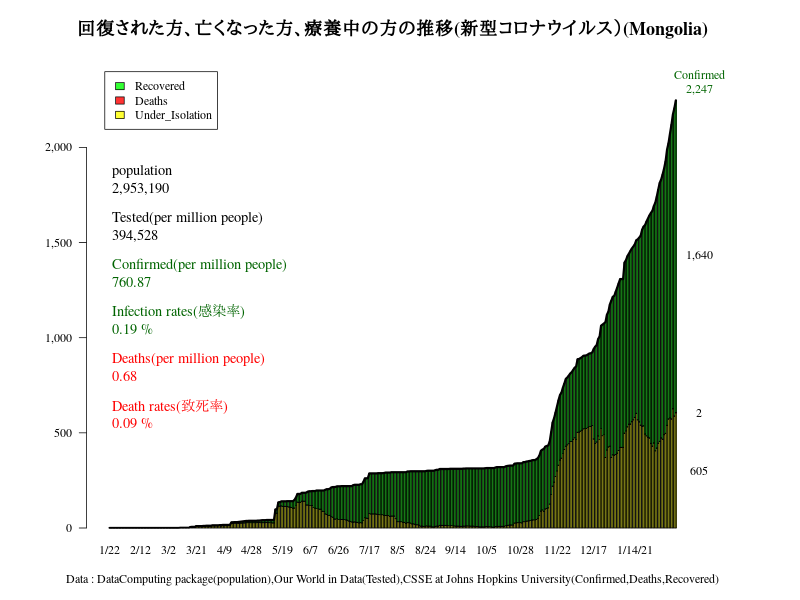 回復された方、亡くなった方、療養中の方の推移(新型コロナウイルス）(Mongolia)
Confirmed
2,247
Recovered
Deaths
Under_Isolation
2,000
1,500
1,000
500
0
population
2,953,190
Tested(per million people)
394,528
Confirmed(per million people)
760.87
Infection rates(感染率)
0.19 %
Deaths(per million people)
0.68
Death rates(致死率)
0.09 %
1,640
2
605
1/22 2/12 3/2 3/21 4/9 4/28 5/19 6/7 6/26 7/17 8/5 8/24 9/14 10/5 10/28 11/22 12/17 1/14/21
Data : DataComputing package(population),Our World in Data(Tested),CSSE at Johns Hopkins University(Confirmed,Deaths,Recovered)